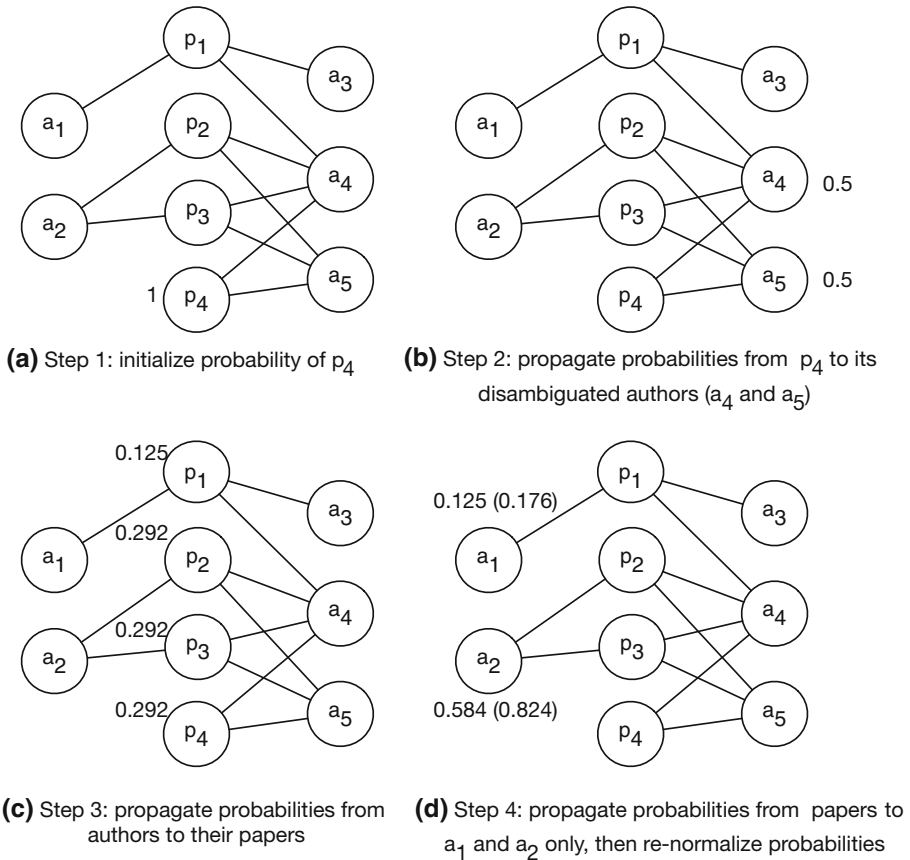 p1
a3
a1
p2
a4
a2
p3
a5
1
p4
(a) Step 1: initialize probability of p4
p1
a3
a1
p2
a4
0.5
a2
p3
a5
0.5
p4
(b) Step 2: propagate probabilities from p4 to its
disambiguated authors (a4 and a5)
0.125
p1
a3
0.292
a1
p2
a4
0.292
a2
p3
a5
0.292
p4
(c) Step 3: propagate probabilities from
authors to their papers
p1
0.125 (0.176)
a3
a1
p2
a4
a2
p3
0.584 (0.824)
a5
p4
(d) Step 4: propagate probabilities from papers to
a1 and a2 only, then re-normalize probabilities